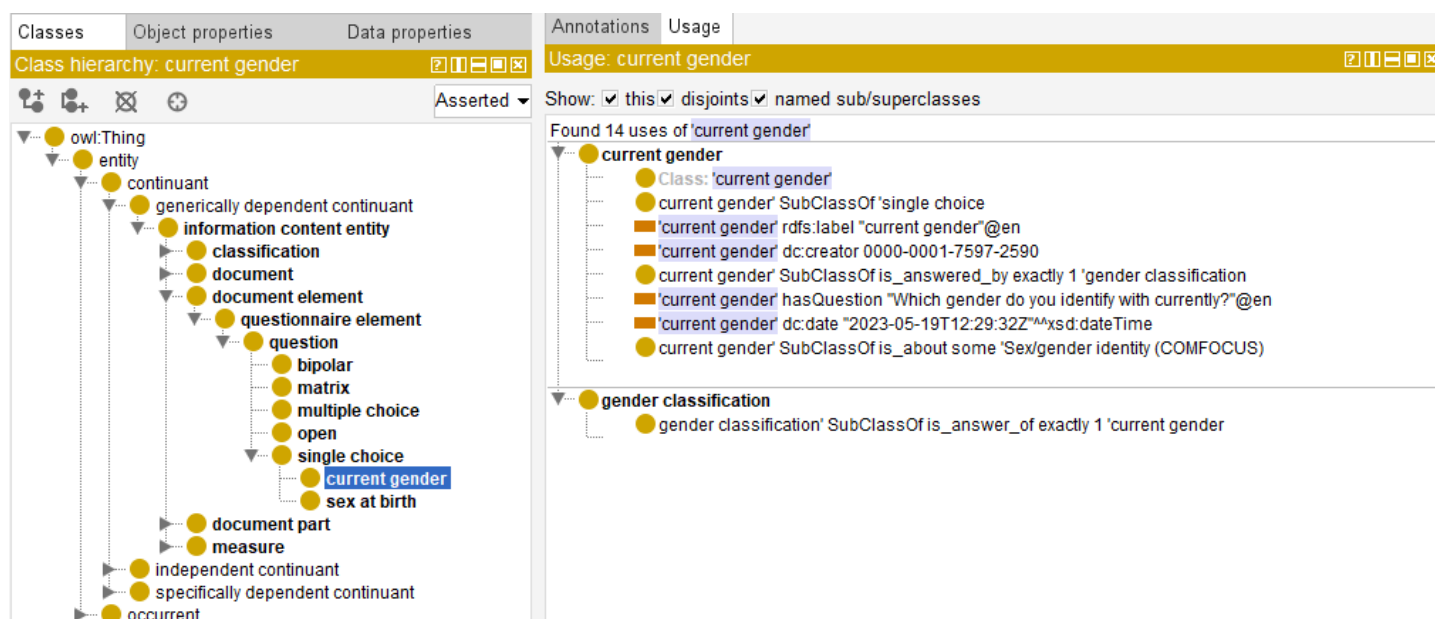 Classes Object properties Data properties
Class hierarchy: current gender
Asserted
owl:Thing
entity
continuant
generically dependent continuant
information content entity
classification
document
document element
questionnaire element
question
bipolar
matrix
multiple choice
open
single choice
current gender
sex at birth
document part
measure
independent continuant
specifically dependent continuant
occurrent
Annotations Usage
Usage: current gender
Show: this disjoints named sub/superclasses
Found 14 uses of 'current gender'
current gender
Class: 'current gender'
current gender' SubClassOf 'single choice
'current gender' rdfs:label "current gender"@en
'current gender' dc:creator 0000-0001-7597-2590
current gender' SubClassOf is_answered_by exactly 1 'gender classification
'current gender' hasQuestion "Which gender do you identify with currently?"@en
'current gender' dc:date "2023-05-19T12:29:32Z"^^xsd:dateTime
current gender' SubClassOf is_about some 'Sex/gender identity (COMFOCUS)
gender classification
gender classification' SubClassOf is_answer_of exactly 1 'current gender